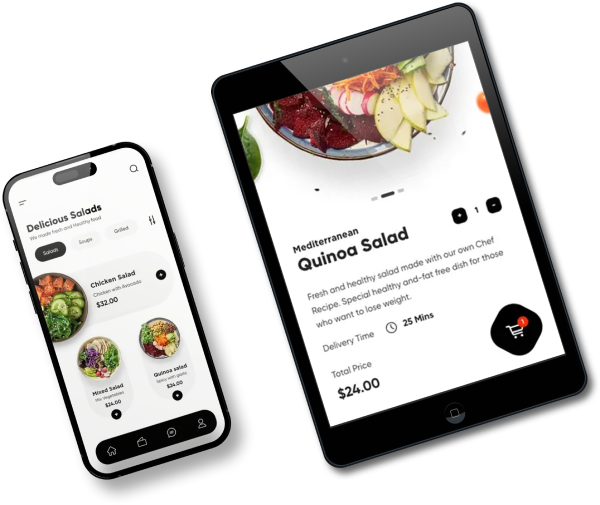 Delicious Salads
We made fresh and Healthy food
Salads
Soups
Grilled
Chicken Salad
Chicken with Avocado
$32.00
Mixed Salad
Mix Vegetables
$24.00
Quinoa salad
Spicy with garlic
$24.00
Mediterranean
Quinoa Salad
1
Fresh and healthy salad made with our own Chef
Recipe. Special healthy and-fat free dish for those
who want to lose weight.
Delivery Time
25 Mins
Total Price
$24.00
1